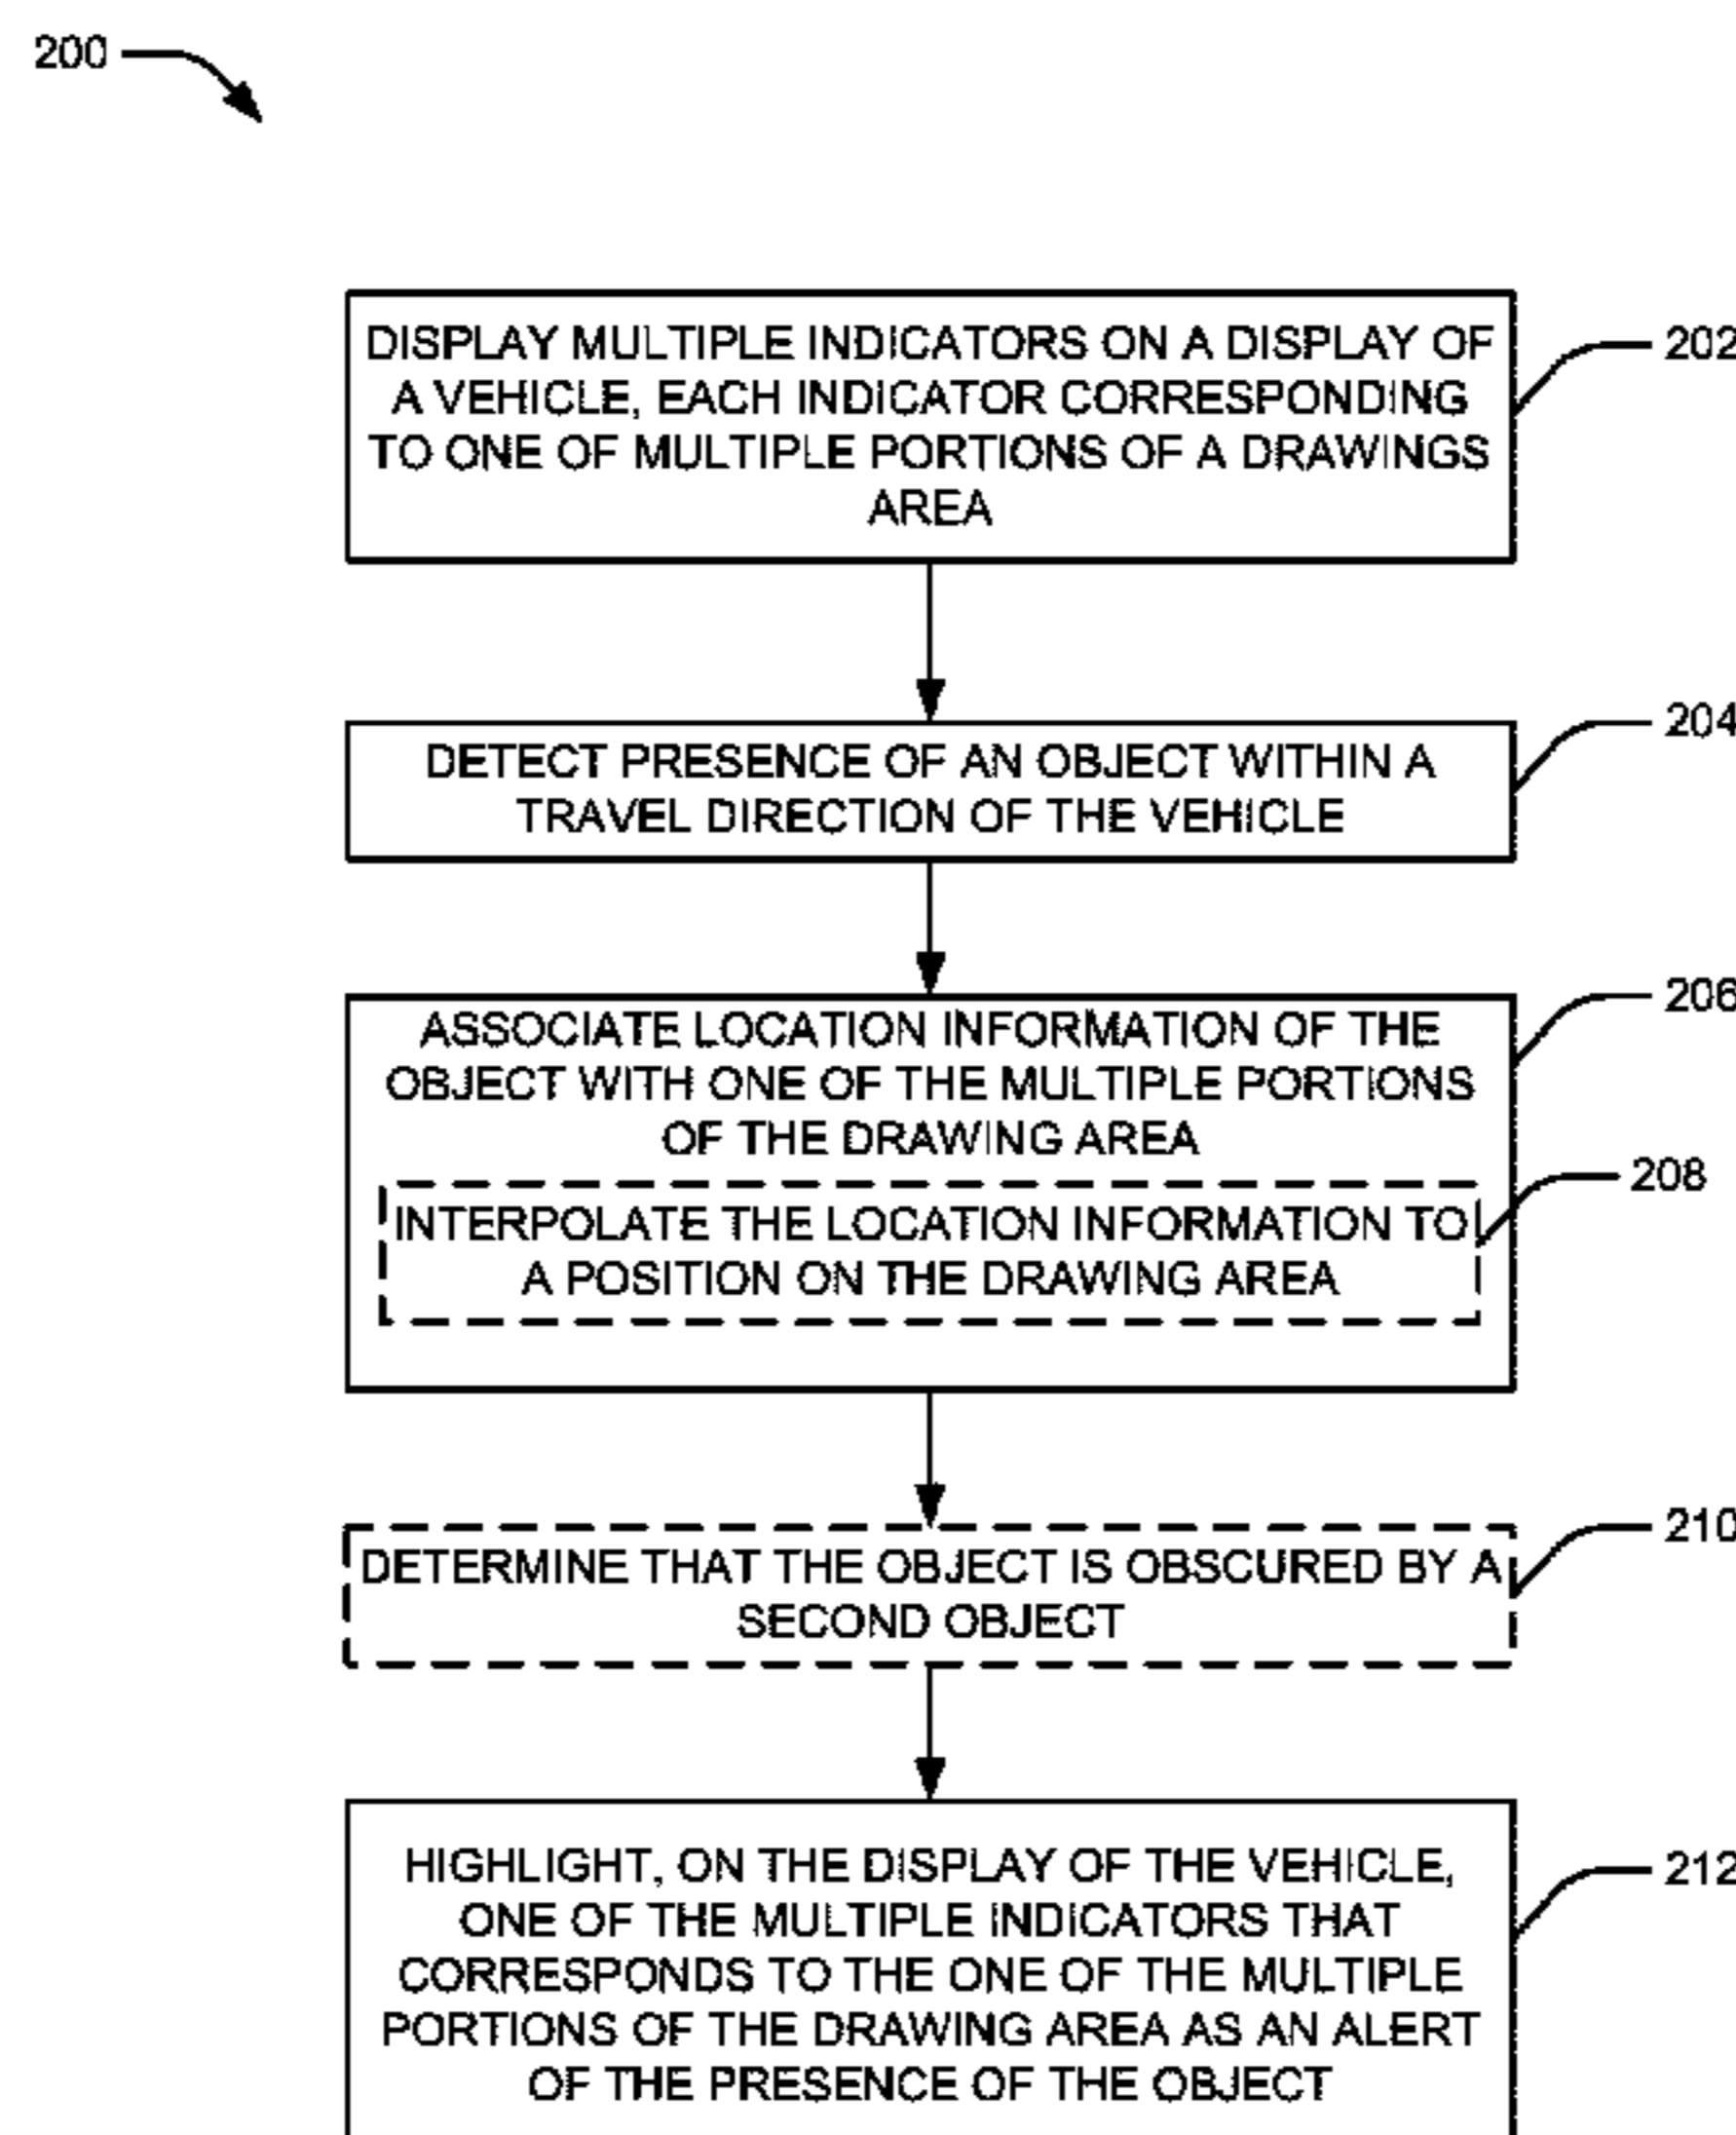 200
DISPLAY MULTIPLE INDICATORS ON A DISPLAY OF
A VEHICLE, EACH INDICATOR CORRESPONDING
TO ONE OF MULTIPLE PORTIONS OF A DRAWINGS
AREA
202
DETECT PRESENCE OF AN OBJECT WITHIN A
TRAVEL DIRECTION OF THE VEHICLE
204
ASSOCIATE LOCATION INFORMATION OF THE
OBJECT WITH ONE OF THE MULTIPLE PORTIONS
OF THE DRAWING AREA
206
INTERPOLATE THE LOCATION INFORMATION TO
A POSITION ON THE DRAWING AREA
208
DETERMINE THAT THE OBJECT IS OBSCURED BY A
SECOND OBJECT
210
HIGHLIGHT, ON THE DISPLAY OF THE VEHICLE,
ONE OF THE MULTIPLE INDICATORS THAT
CORRESPONDS TO THE ONE OF THE MULTIPLE
PORTIONS OF THE DRAWING AREA AS AN ALERT
OF THE PRESENCE OF THE OBJECT
212